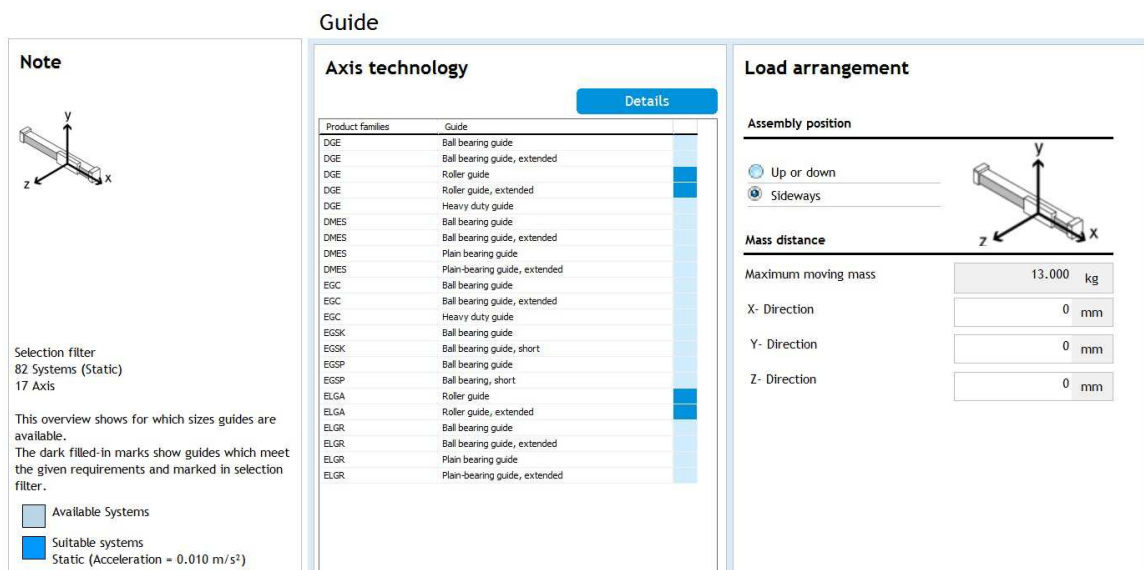 Guide
Note
y
z
x
Selection filter
82 Systems (Static)
17 Axis
This overview shows for which sizes guides are
available.
The dark filled-in marks show guides which meet
the given requirements and marked in selection
filter.
Available Systems
Suitable systems
Static (Acceleration = 0.010 m/s²)
Axis technology
Details
Product families Guide
DGE Ball bearing guide
DGE Ball bearing guide, extended
DGE Roller guide
DGE Roller guide, extended
DGE Heavy duty guide
DMES Ball bearing guide
DMES Ball bearing guide, extended
DMES Plain bearing guide
DMES Plain-bearing guide, extended
EGC Ball bearing guide
EGC Ball bearing guide, extended
EGC Heavy duty guide
EGSK Ball bearing guide
EGSK Ball bearing guide, short
EGSP Ball bearing guide
EGSP Ball bearing, short
ELGA Roller guide
ELGA Roller guide, extended
ELGR Ball bearing guide
ELGR Ball bearing guide, extended
ELGR Plain bearing guide
ELGR Plain-bearing guide, extended
Load arrangement
Assembly position
Up or down
Sideways
y
z
x
Mass distance
Maximum moving mass 13.000 kg
X- Direction 0 mm
Y- Direction 0 mm
Z- Direction 0 mm